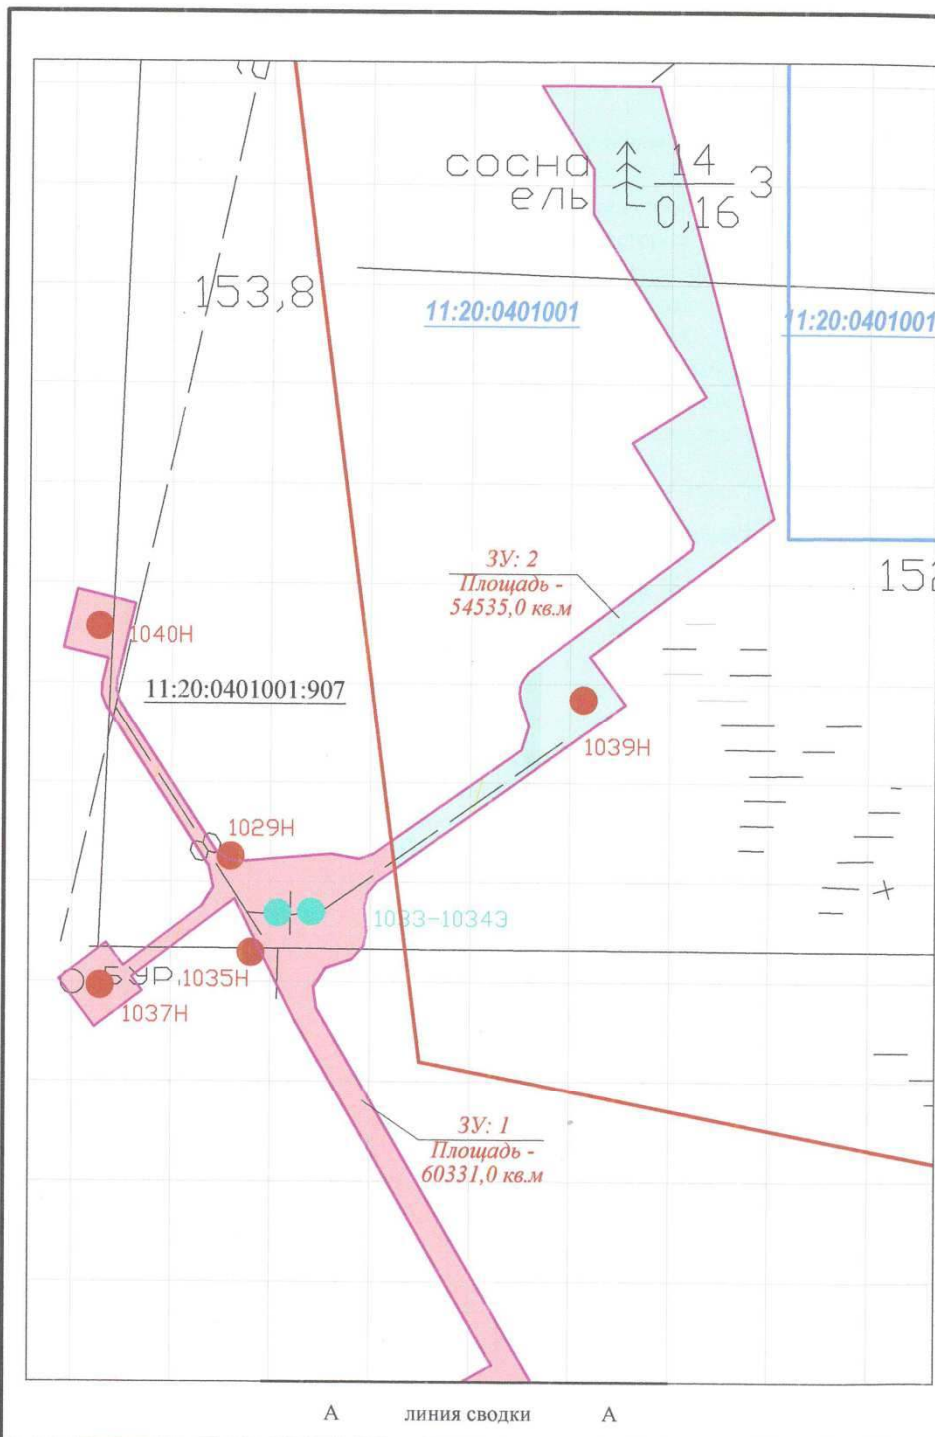 сосна
ель
14
0,16
3
153,8
11:20:0401001
11:20:0401001
ЗУ: 2
Площадь -
54535,0 кв.м
152
1040Н
11:20:0401001:907
1039Н
1029Н
1033-1034Э
1035Н
БУР.
1037Н
ЗУ: 1
Площадь -
60331,0 кв.м
А линия сводки А